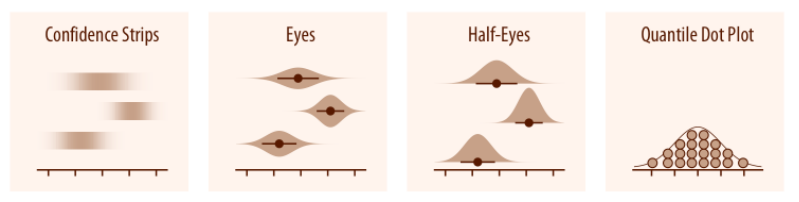 Confidence Strips
Eyes
Half-Eyes
Quantile Dot Plot